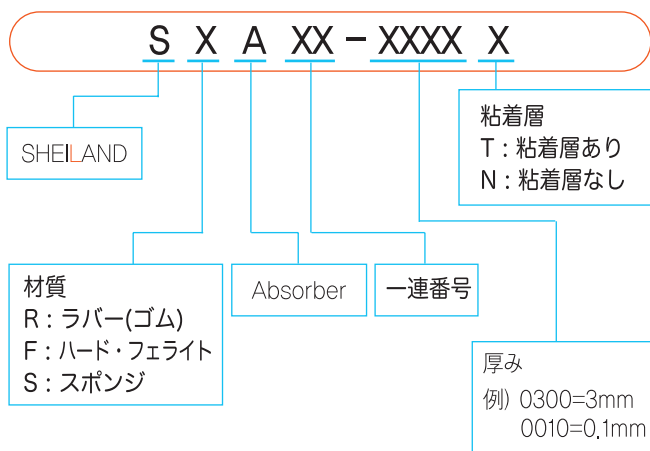 S X A XX-XXXX X
SHEILAND
粘着層
T : 粘着層あり
N : 粘着層なし
材質
R : ラバー(ゴム)
F : ハード・フェライト
S : スポンジ
Absorber
一連番号
厚み
例) 0300=3mm
0010=0.1mm